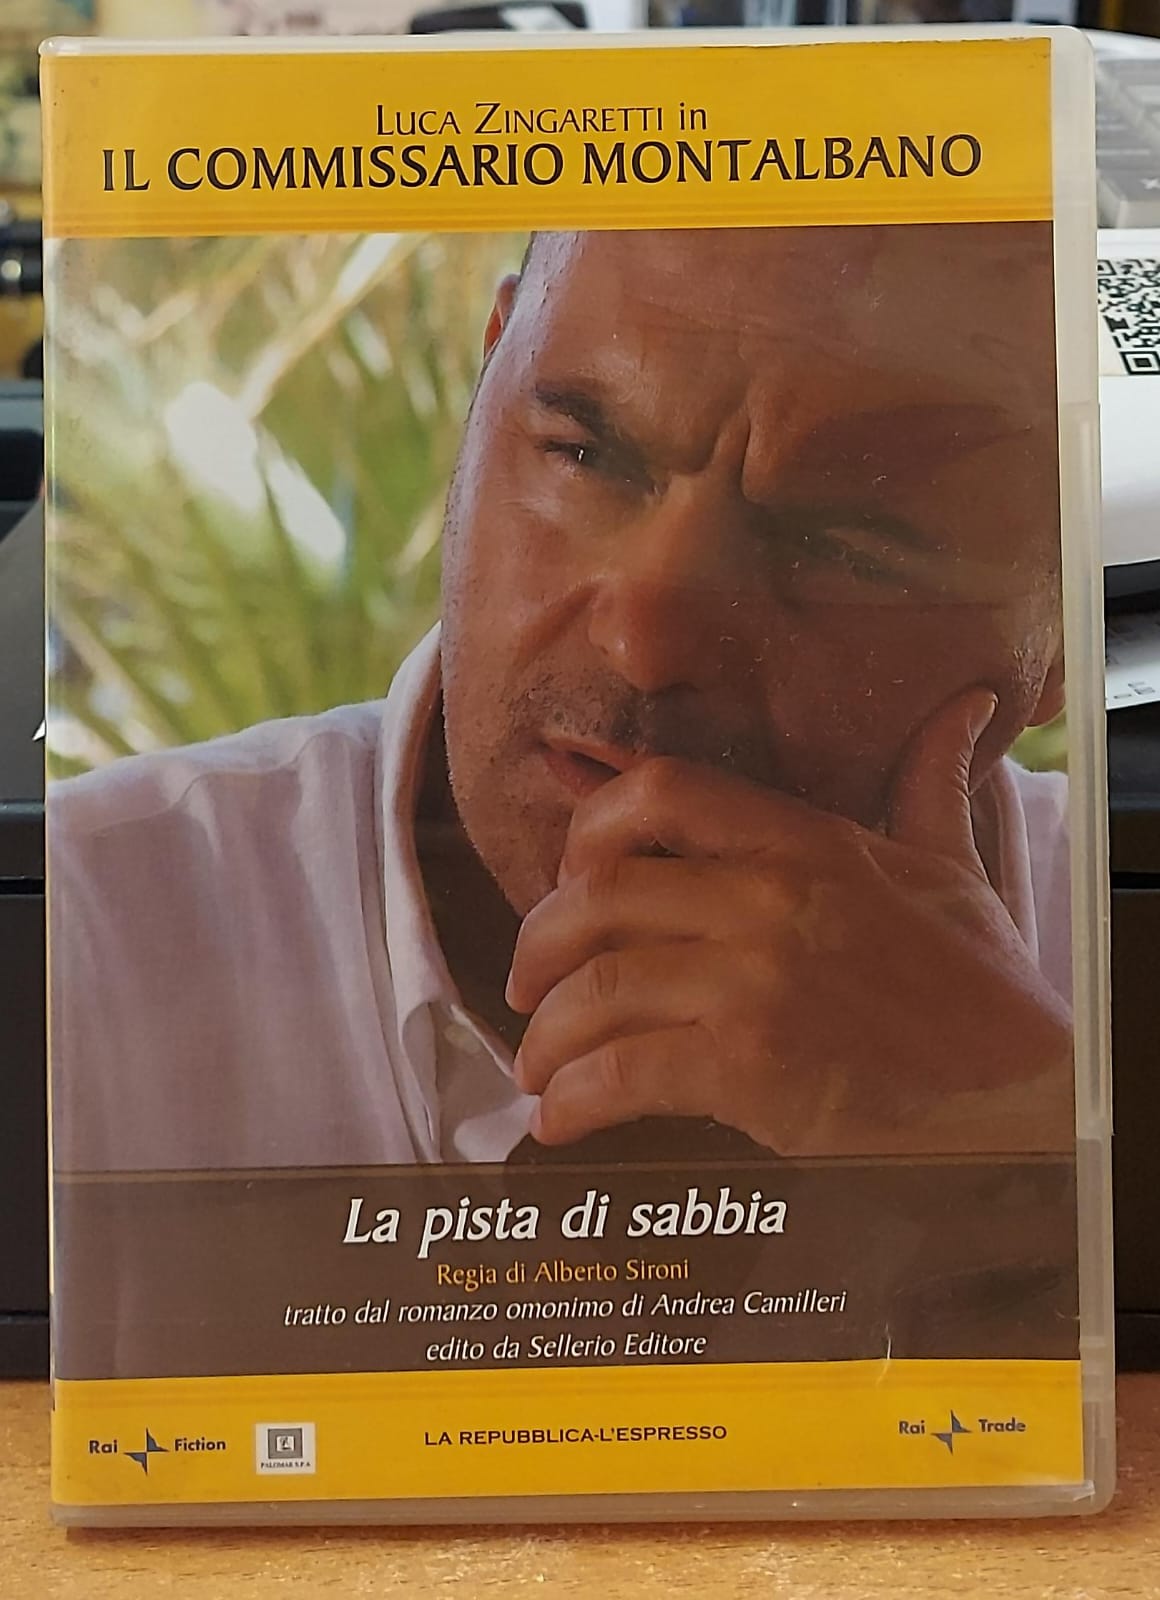 LUCA ZINGARETTI in
IL COMMISSARIO MONTALBANO
La pista di sabbia
Regia di Alberto Sironi
tratto dal romanzo omonimo di Andrea Camilleri
edito da Sellerio Editore
Rai Fiction
PALOMAR S.P.A
LA REPUBBLICA-L'ESPRESSO
Rai Trade